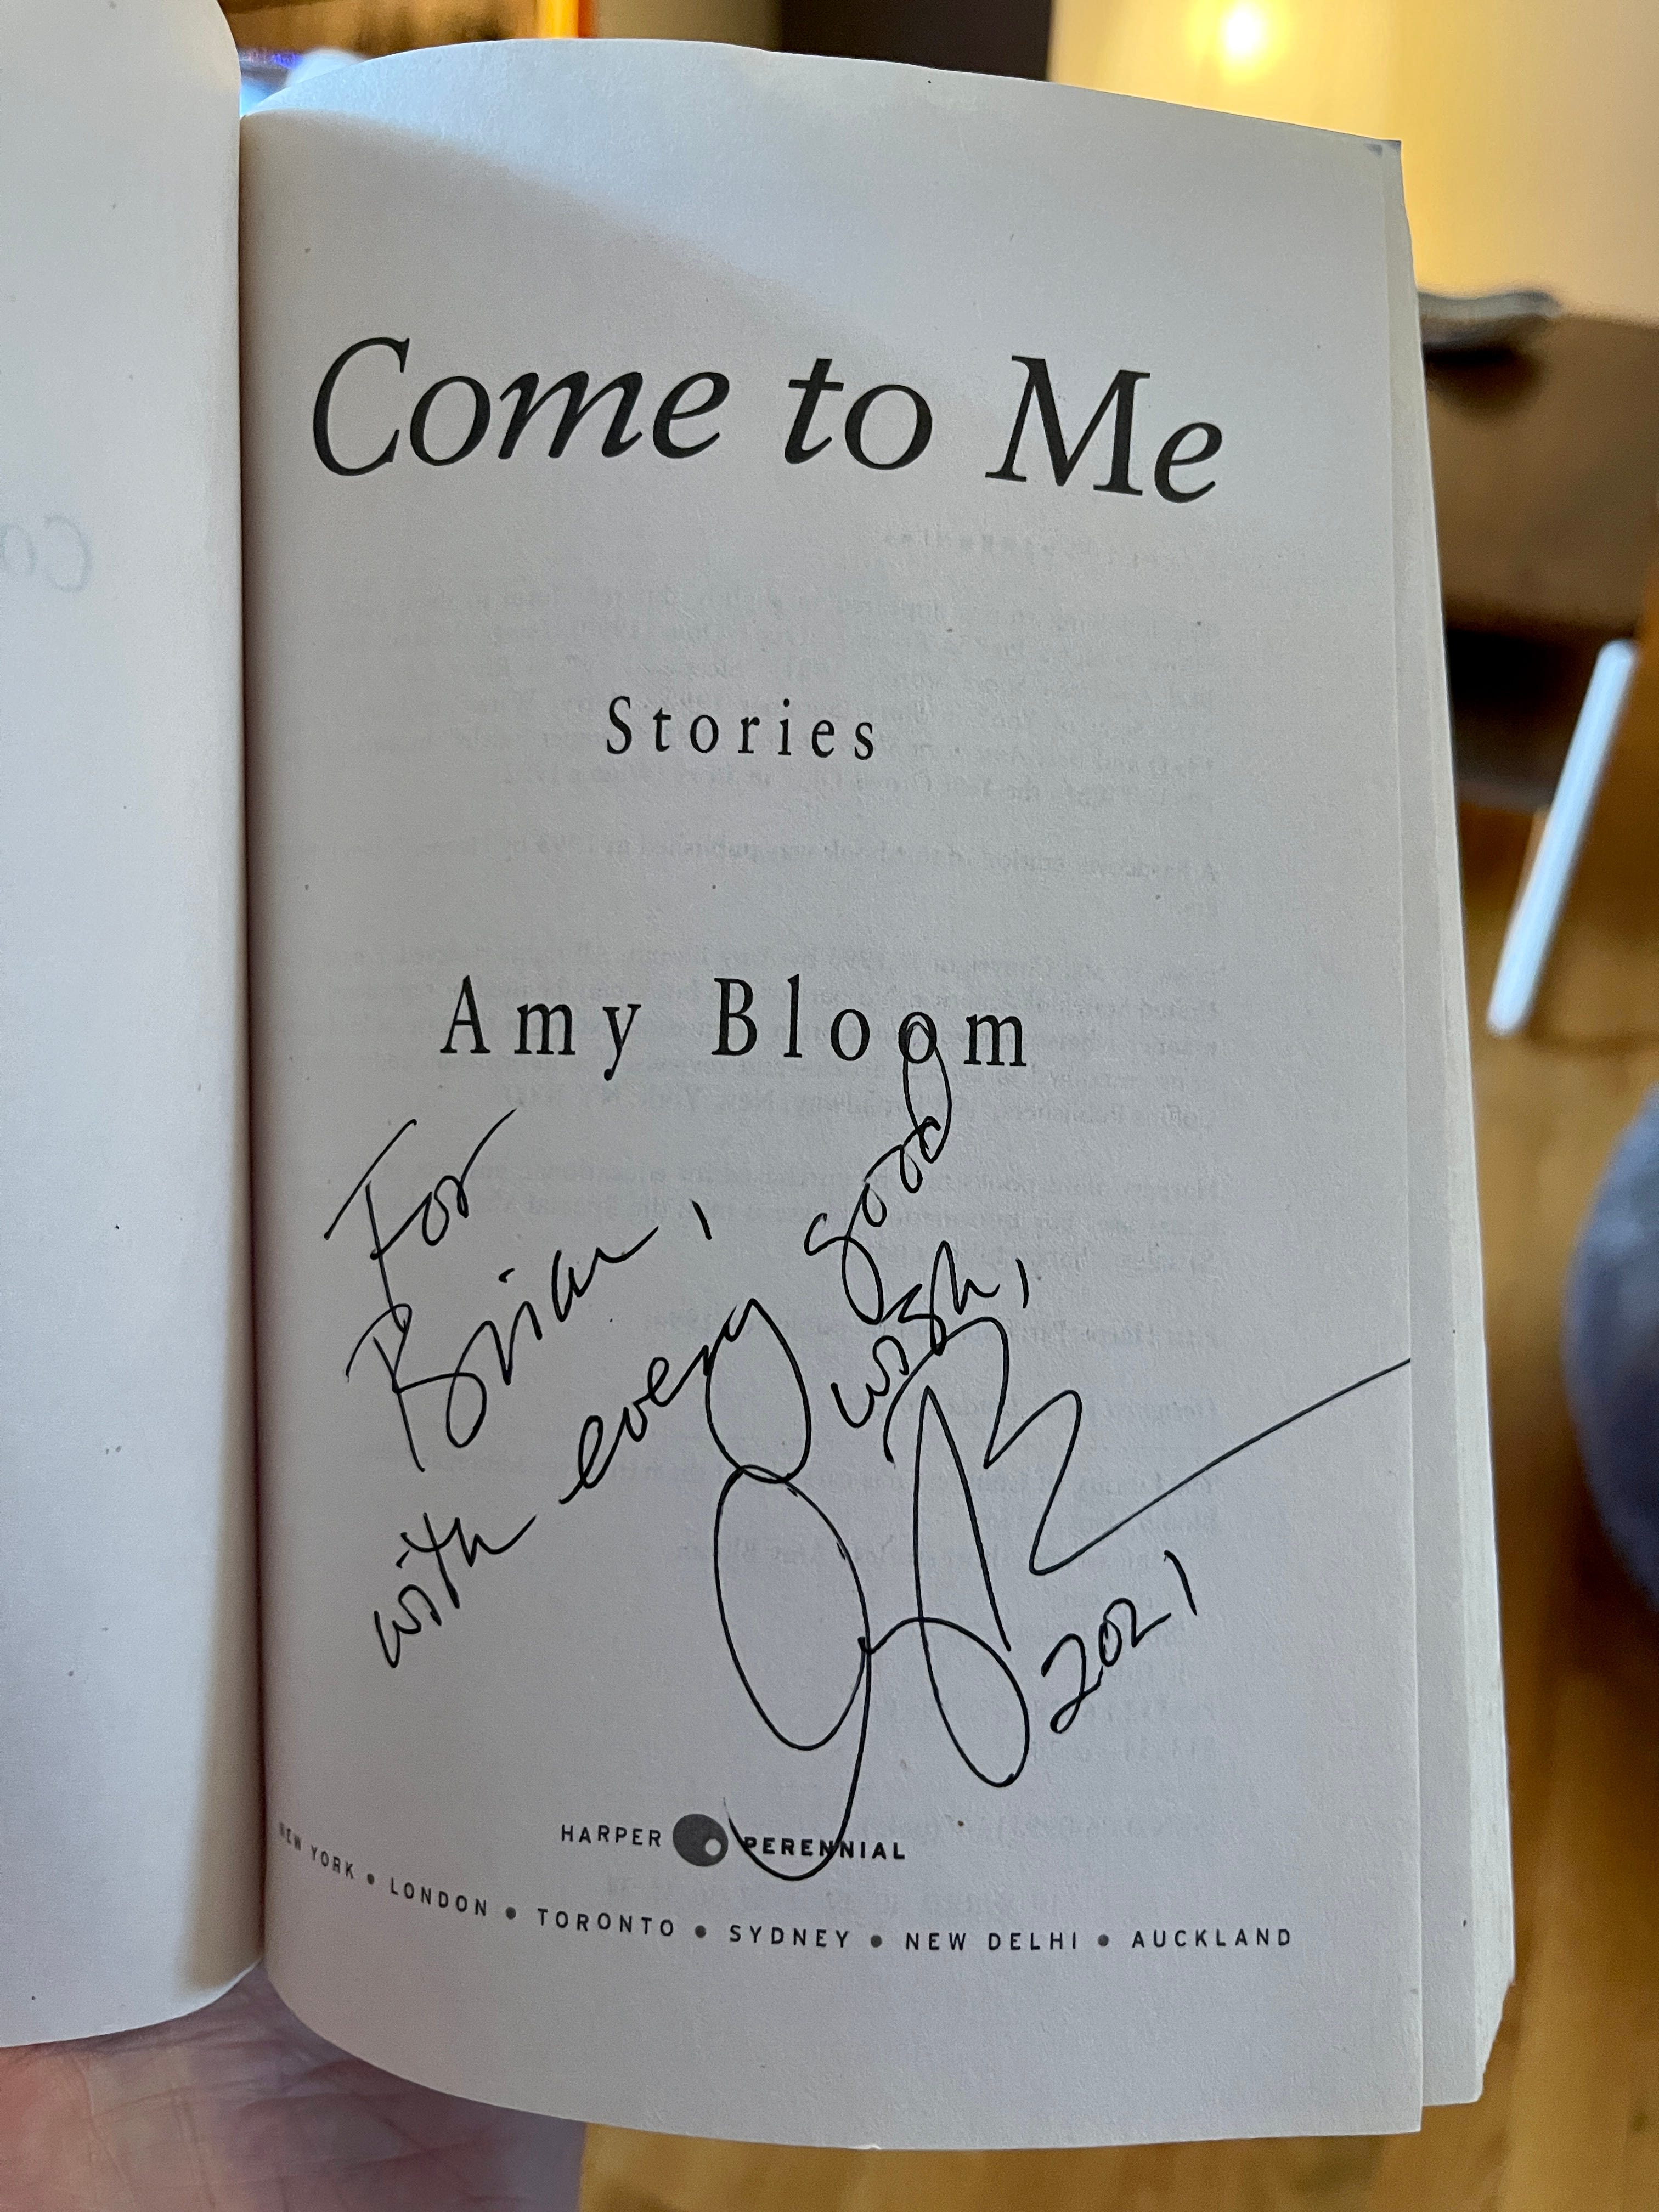 Come to Me
Stories
Amy Bloom
For
Brian,
with every good
wish,
AB
2021
HARPER PERENNIAL
NEW YORK • LONDON • TORONTO • SYDNEY • NEW DELHI • AUCKLAND